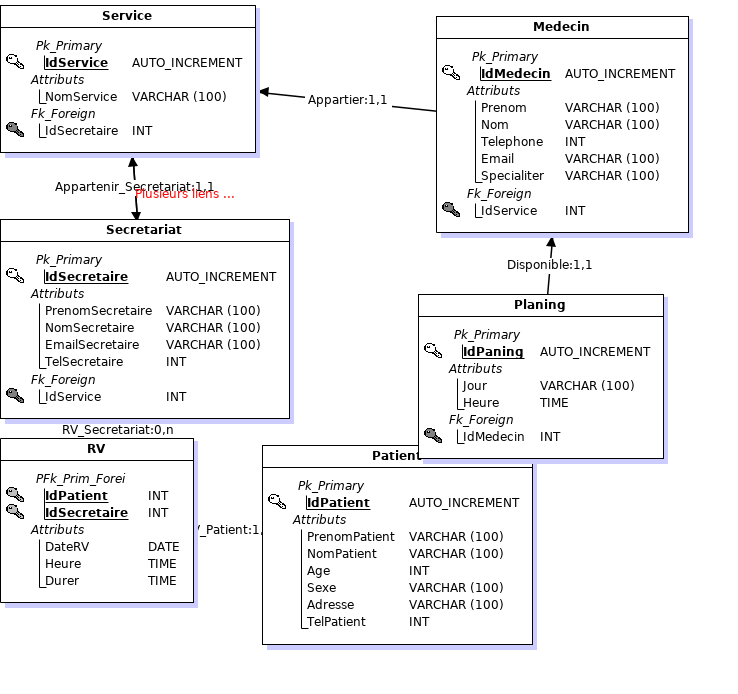 Service
Pk_Primary
IdService AUTO_INCREMENT
Attributs
NomService VARCHAR (100)
Fk_Foreign
IdSecretaire INT
Appartier:1,1
Medecin
Pk_Primary
IdMedecin AUTO_INCREMENT
Attributs
Prenom VARCHAR (100)
Nom VARCHAR (100)
Telephone INT
Email VARCHAR (100)
Specialiter VARCHAR (100)
Fk_Foreign
IdService INT
Appartenir_Secretariat:1,1
Plusieurs liens ...
Secretariat
Pk_Primary
IdSecretaire AUTO_INCREMENT
Attributs
PrenomSecretaire VARCHAR (100)
NomSecretaire VARCHAR (100)
EmailSecretaire VARCHAR (100)
TelSecretaire INT
Fk_Foreign
IdService INT
Disponible:1,1
Planing
Pk_Primary
IdPaning AUTO_INCREMENT
Attributs
Jour VARCHAR (100)
Heure TIME
Fk_Foreign
IdMedecin INT
RV_Secretariat:0,n
RV
PFk_Prim_Forei
IdPatient INT
IdSecretaire INT
Attributs
DateRV DATE
Heure TIME
Durer TIME
_Patient:1,
Patient
Pk_Primary
IdPatient AUTO_INCREMENT
Attributs
PrenomPatient VARCHAR (100)
NomPatient VARCHAR (100)
Age INT
Sexe VARCHAR (100)
Adresse VARCHAR (100)
TelPatient INT